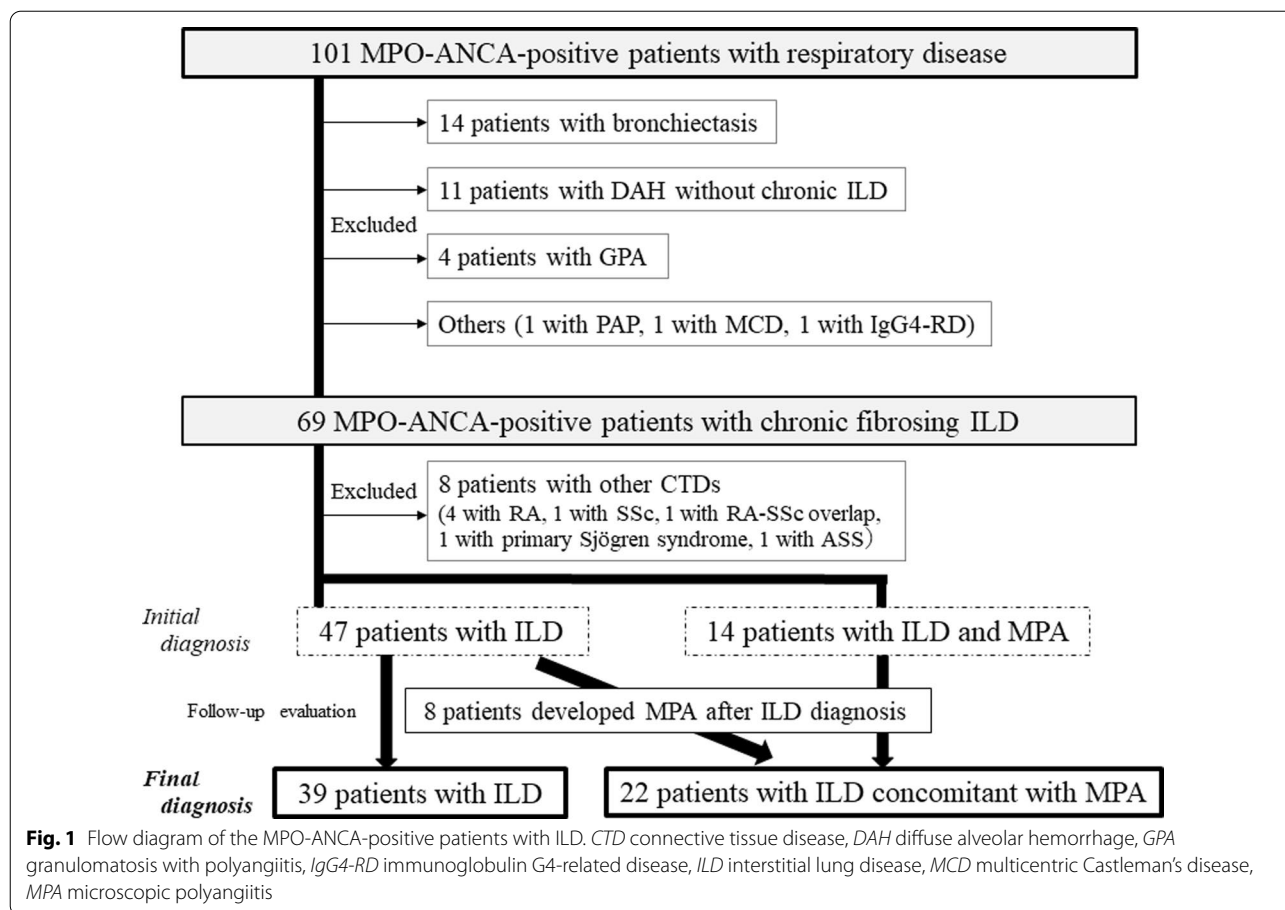 101 MPO-ANCA-positive patients with respiratory disease
14 patients with bronchiectasis
11 patients with DAH without chronic ILD
Excluded
4 patients with GPA
Others (1 with PAP, 1 with MCD, 1 with IgG4-RD)
69 MPO-ANCA-positive patients with chronic fibrosing ILD
Excluded
8 patients with other CTDs
(4 with RA, 1 with SSc, 1 with RA-SSc overlap,
1 with primary Sjögren syndrome, 1 with ASS）
Initial
diagnosis
47 patients with ILD
14 patients with ILD and MPA
Follow-up evaluation
8 patients developed MPA after ILD diagnosis
Final
diagnosis
39 patients with ILD
22 patients with ILD concomitant with MPA
Fig. 1 Flow diagram of the MPO-ANCA-positive patients with ILD. CTD connective tissue disease, DAH diffuse alveolar hemorrhage, GPA
granulomatosis with polyangiitis, IgG4-RD immunoglobulin G4-related disease, ILD interstitial lung disease, MCD multicentric Castleman's disease,
MPA microscopic polyangiitis